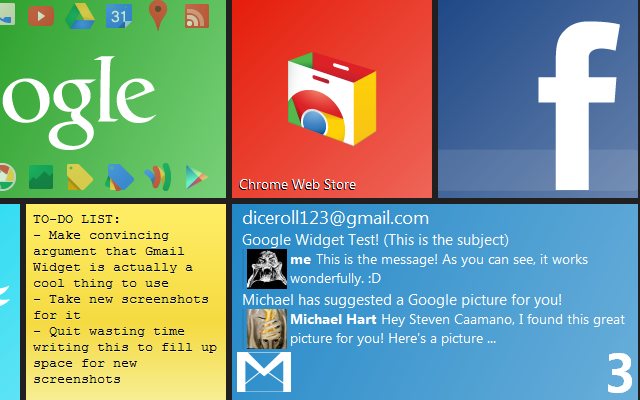 31
ogle
Chrome Web Store
f
TO-DO LIST:
- Make convincing
argument that Gmail
Widget is actually a
cool thing to use
- Take new screenshots
for it
- Quit wasting time
writing this to fill up
space for new
screenshots
diceroll123@gmail.com
Google Widget Test! (This is the subject)
me This is the message! As you can see, it works
wonderfully. :D
Michael has suggested a Google picture for you!
Michael Hart Hey Steven Caamano, I found this great
picture for you! Here's a picture ...
3